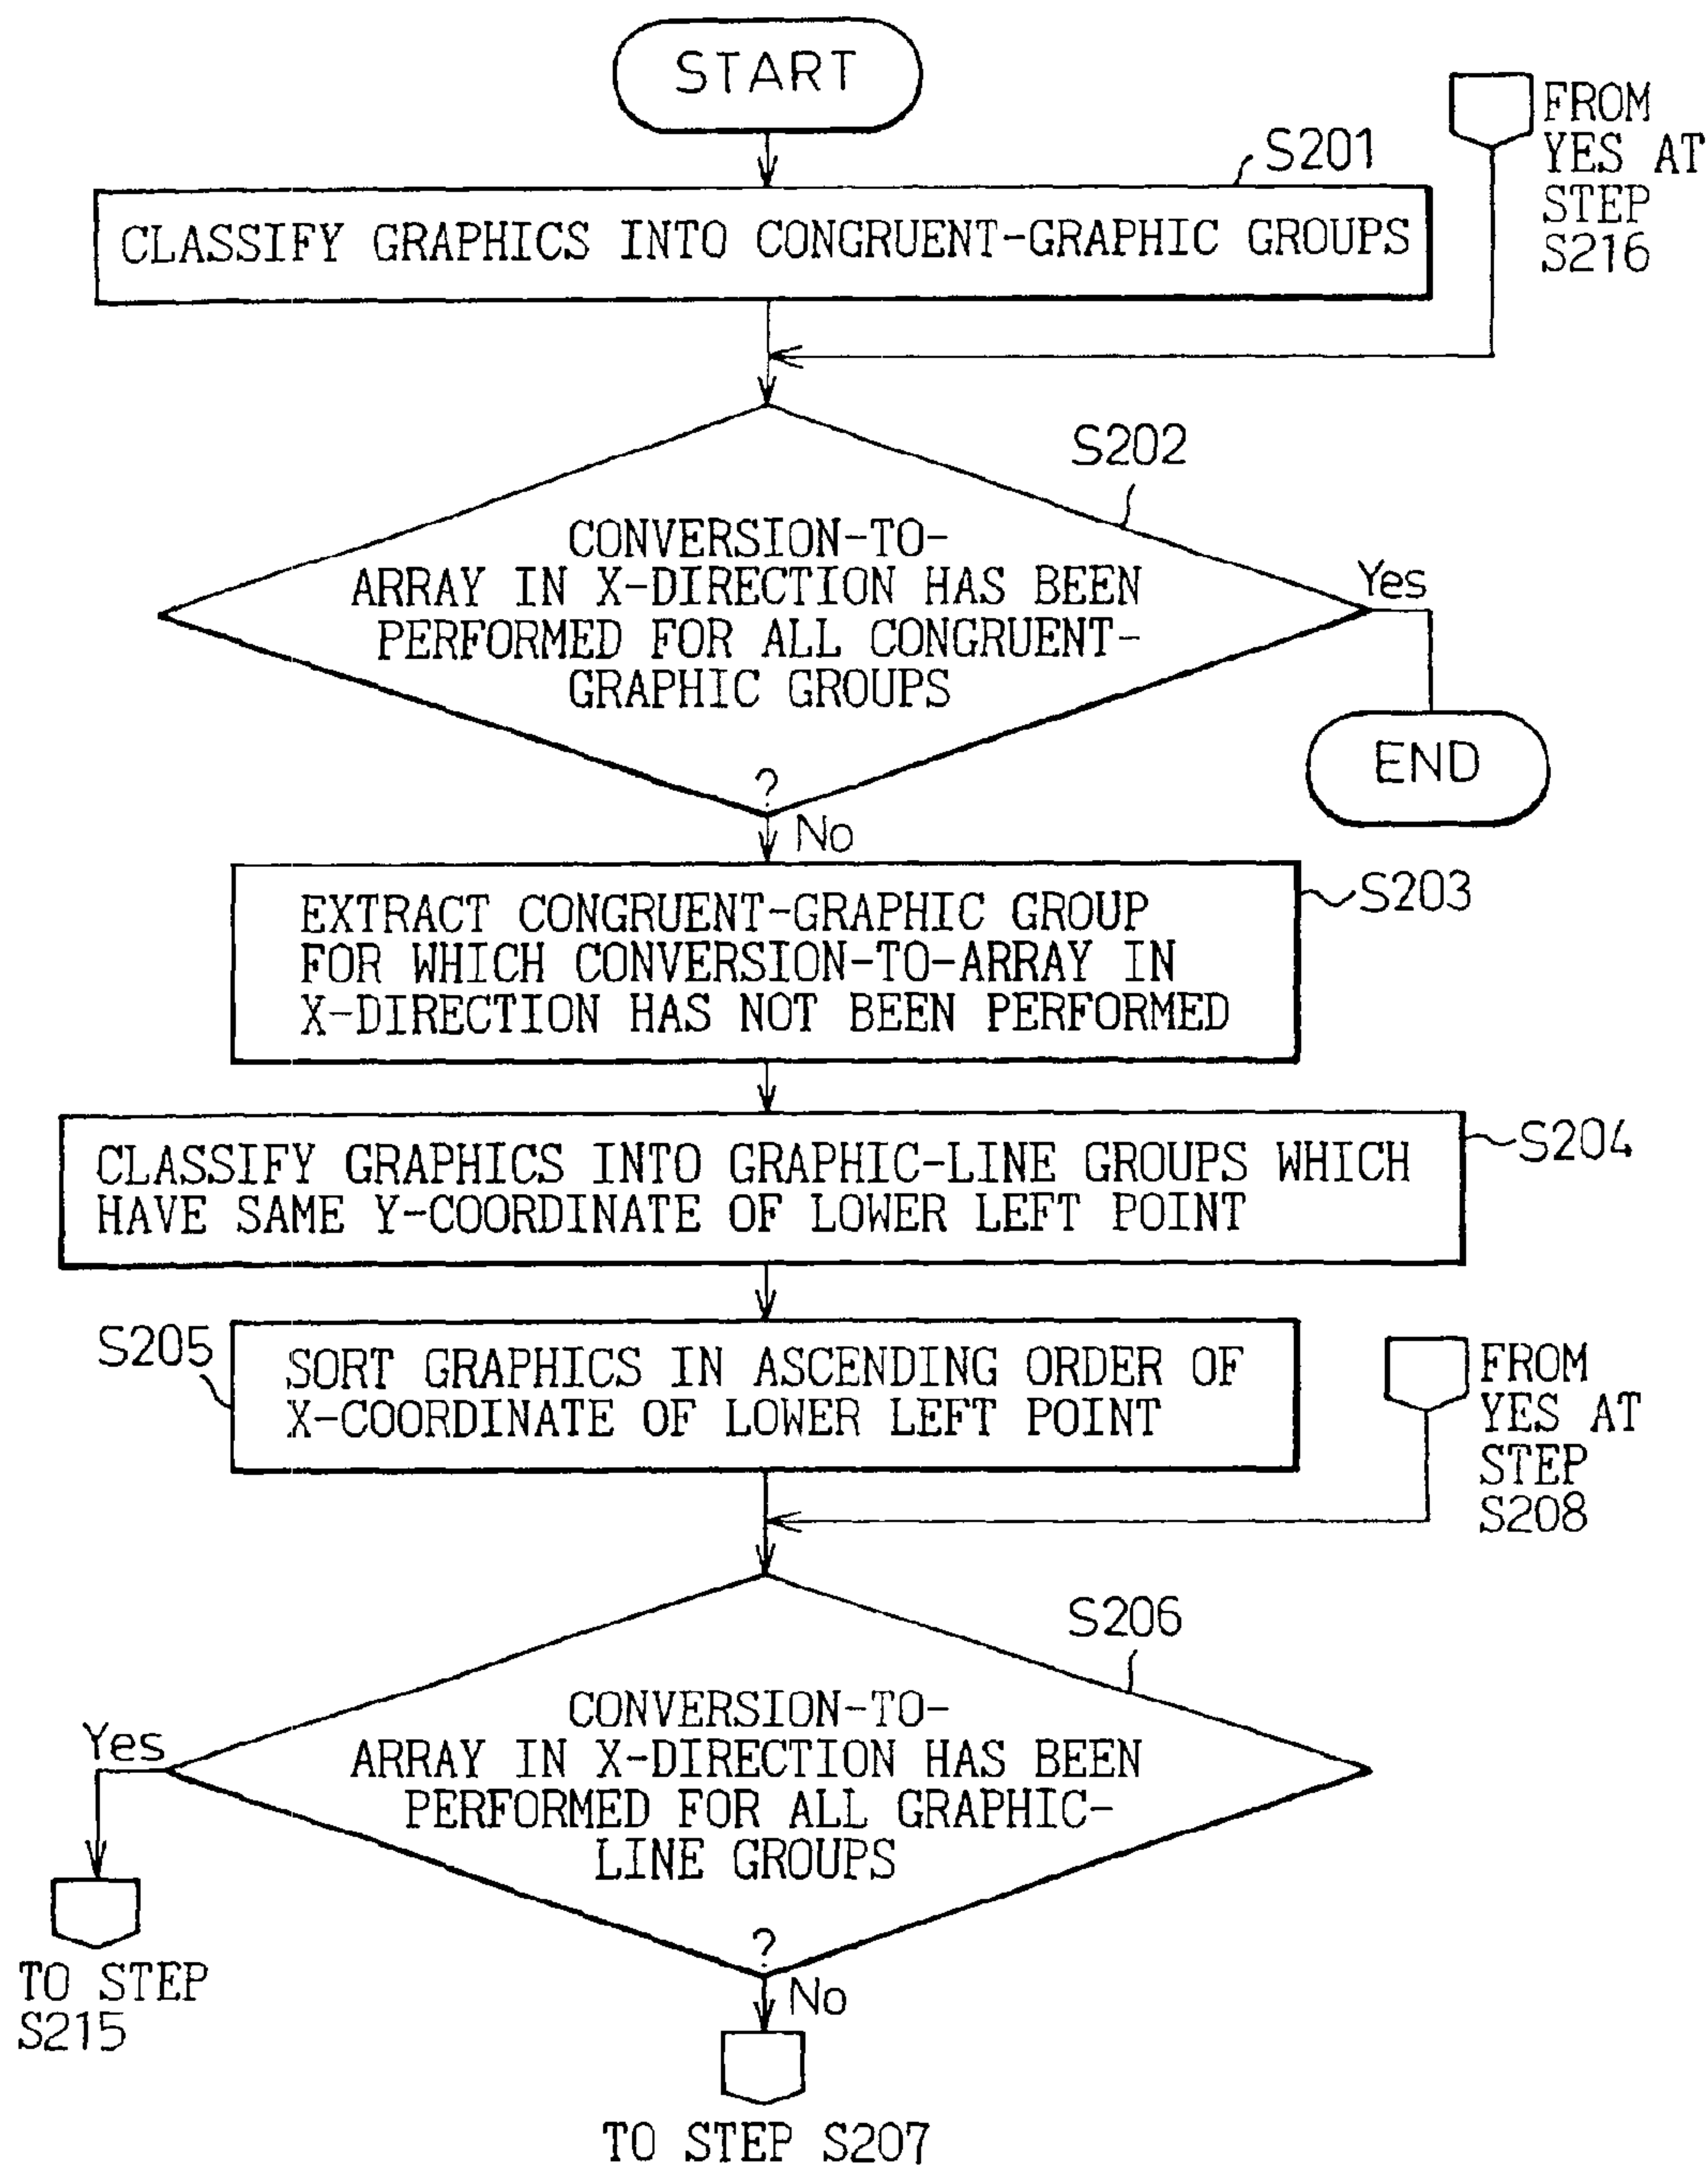 START
FROM
YES AT
STEP
S216
S201
CLASSIFY GRAPHICS INTO CONGRUENT-GRAPHIC GROUPS
S202
CONVERSION-TO-
ARRAY IN X-DIRECTION HAS BEEN
PERFORMED FOR ALL CONGRUENT-
GRAPHIC GROUPS
?
Yes
END
No
S203
EXTRACT CONGRUENT-GRAPHIC GROUP
FOR WHICH CONVERSION-TO-ARRAY IN
X-DIRECTION HAS NOT BEEN PERFORMED
S204
CLASSIFY GRAPHICS INTO GRAPHIC-LINE GROUPS WHICH
HAVE SAME Y-COORDINATE OF LOWER LEFT POINT
S205
SORT GRAPHICS IN ASCENDING ORDER OF
X-COORDINATE OF LOWER LEFT POINT
FROM
YES AT
STEP
S208
S206
CONVERSION-TO-
ARRAY IN X-DIRECTION HAS BEEN
PERFORMED FOR ALL GRAPHIC-
LINE GROUPS
?
Yes
TO STEP
S215
No
TO STEP S207